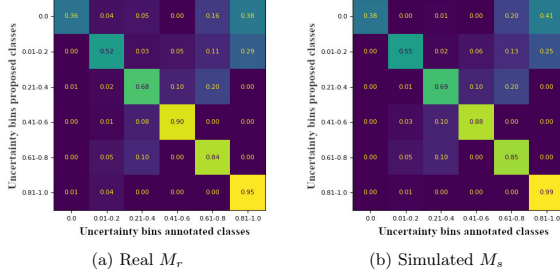 Uncertainty bins proposed classes
0.0 0.36 0.04 0.05 0.00 0.16 0.38
0.01-0.2 0.00 0.52 0.03 0.05 0.11 0.29
0.21-0.4 0.01 0.02 0.68 0.10 0.20 0.00
0.41-0.6 0.00 0.01 0.08 0.90 0.00 0.00
0.61-0.8 0.00 0.05 0.10 0.00 0.84 0.00
0.81-1.0 0.01 0.04 0.00 0.00 0.00 0.95
0.0 0.01-0.2 0.21-0.4 0.41-0.6 0.61-0.8 0.81-1.0
Uncertainty bins annotated classes
(a) Real M_r
Uncertainty bins proposed classes
0.0 0.38 0.00 0.01 0.00 0.20 0.41
0.01-0.2 0.00 0.55 0.02 0.06 0.13 0.25
0.21-0.4 0.00 0.02 0.69 0.10 0.20 0.00
0.41-0.6 0.00 0.03 0.10 0.88 0.00 0.00
0.61-0.8 0.00 0.05 0.10 0.00 0.85 0.00
0.81-1.0 0.00 0.01 0.00 0.00 0.00 0.99
0.0 0.01-0.2 0.21-0.4 0.41-0.6 0.61-0.8 0.81-1.0
Uncertainty bins annotated classes
(b) Simulated M_s